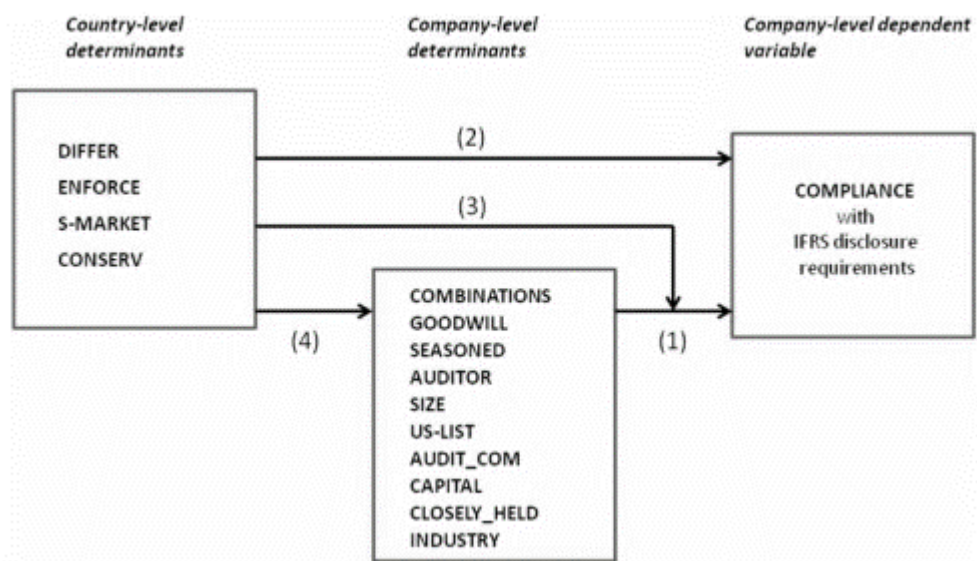 Country-level
determinants
Company-level
determinants
Company-level dependent
variable
DIFFER
ENFORCE
S-MARKET
CONSERV
(2)
(3)
(4)
COMBINATIONS
GOODWILL
SEASONED
AUDITOR
SIZE
US-LIST
AUDIT_COM
CAPITAL
CLOSELY_HELD
INDUSTRY
(1)
COMPLIANCE
with
IFRS disclosure
requirements